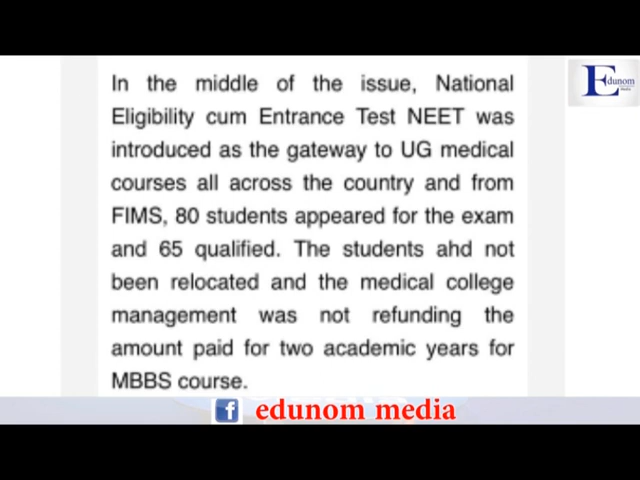 In the middle of the issue, National
Eligibility cum Entrance Test NEET was
introduced as the gateway to UG medical
courses all across the country and from
FIMS, 80 students appeared for the exam
and 65 qualified. The students ahd not
been relocated and the medical college
management was not refunding the
amount paid for two academic years for
MBBS course.
Edunom
Media
f edunom media